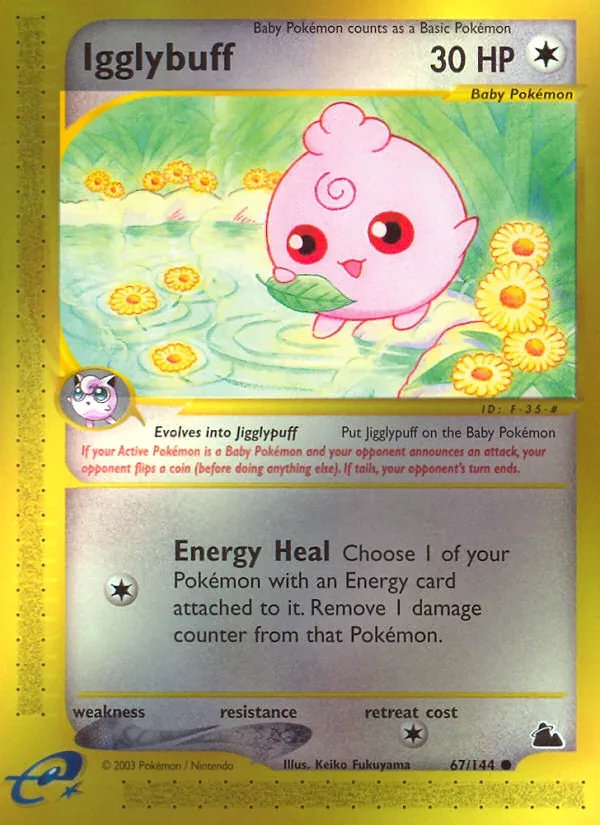 Baby Pokémon counts as a Basic Pokémon
Igglybuff
30 HP
Baby Pokémon
ID: F-35-#
Evolves into Jigglypuff
Put Jigglypuff on the Baby Pokémon
If your Active Pokémon is a Baby Pokémon and your opponent announces an attack, your
opponent flips a coin (before doing anything else). If tails, your opponent's turn ends.
Energy Heal Choose 1 of your
Pokémon with an Energy card
attached to it. Remove 1 damage
counter from that Pokémon.
weakness
resistance
retreat cost
© 2003 Pokémon / Nintendo
Illus. Keiko Fukuyama
67/144
e